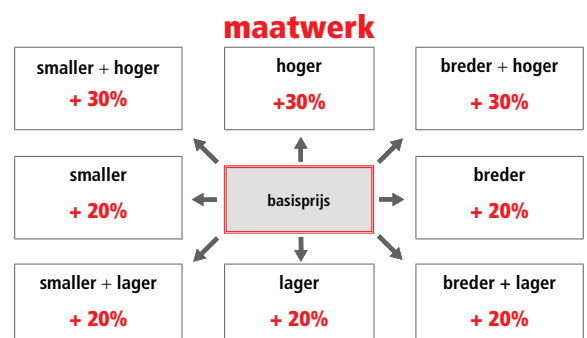 maatwerk
smaller + hoger
+ 30%
hoger
+30%
breder + hoger
+ 30%
smaller
+ 20%
basisprijs
breder
+ 20%
smaller + lager
+ 20%
lager
+ 20%
breder + lager
+ 20%